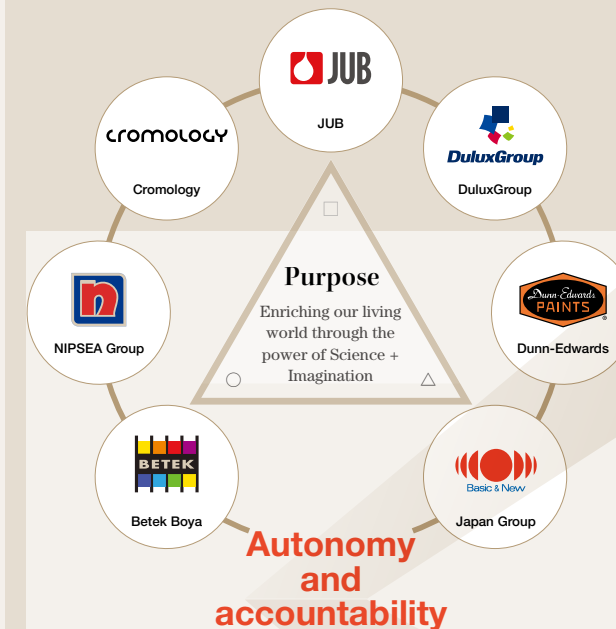 JUB
JUB
CROMOLOGY
Cromology
DuluxGroup
DuluxGroup
Purpose
Enriching our living
world through the
power of Science +
Imagination
n
NIPSEA Group
Dunn-Edwards
PAINTS
®
Dunn-Edwards
BETEK
Betek Boya
Basic & New
Japan Group
Autonomy
and
accountability